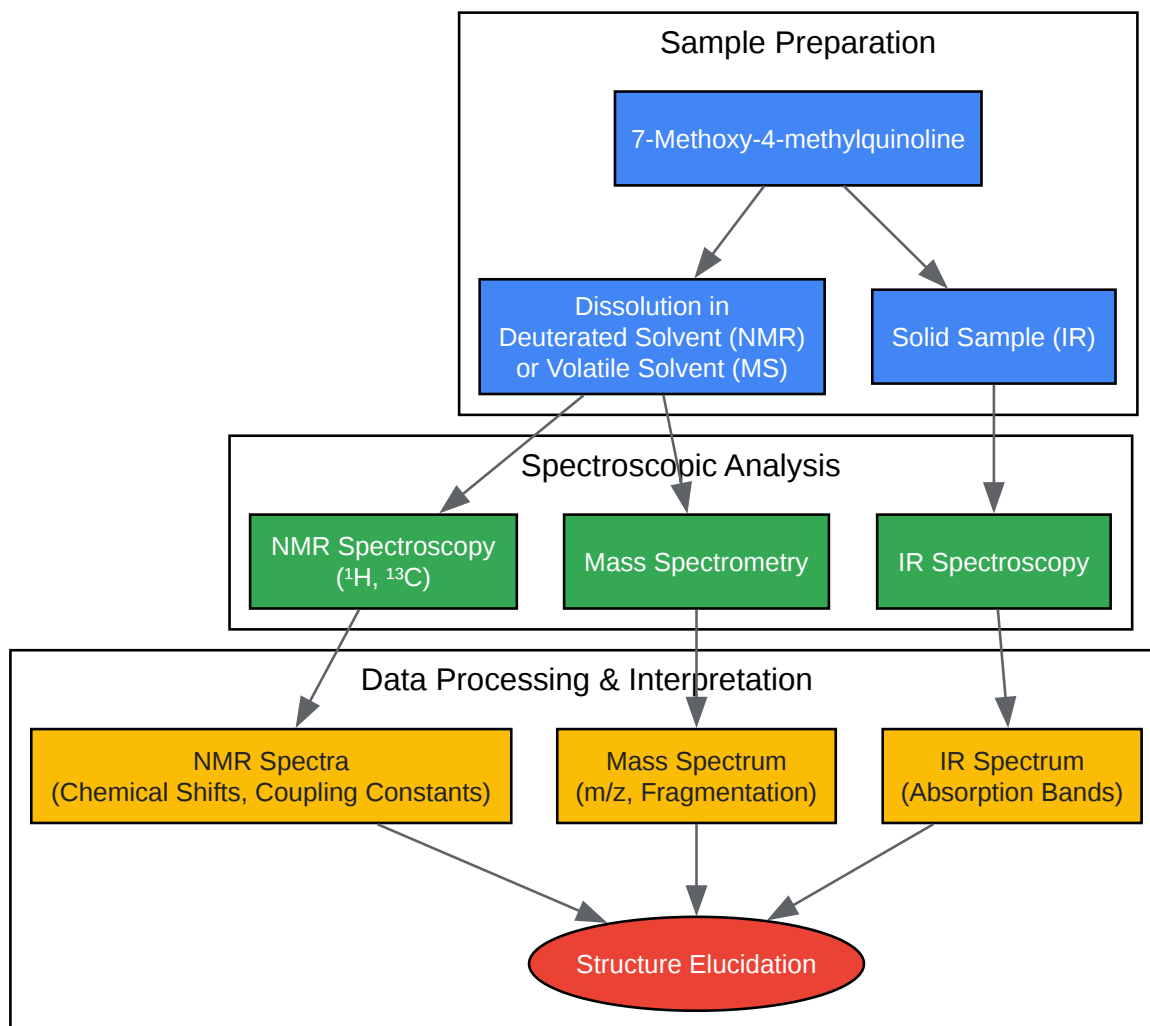 Sample Preparation
7-Methoxy-4-methylquinoline
Dissolution in
Deuterated Solvent (NMR)
or Volatile Solvent (MS)
Solid Sample (IR)
Spectroscopic Analysis
NMR Spectroscopy
(¹H, ¹³C)
Mass Spectrometry
IR Spectroscopy
Data Processing & Interpretation
NMR Spectra
(Chemical Shifts, Coupling Constants)
Mass Spectrum
(m/z, Fragmentation)
IR Spectrum
(Absorption Bands)
Structure Elucidation